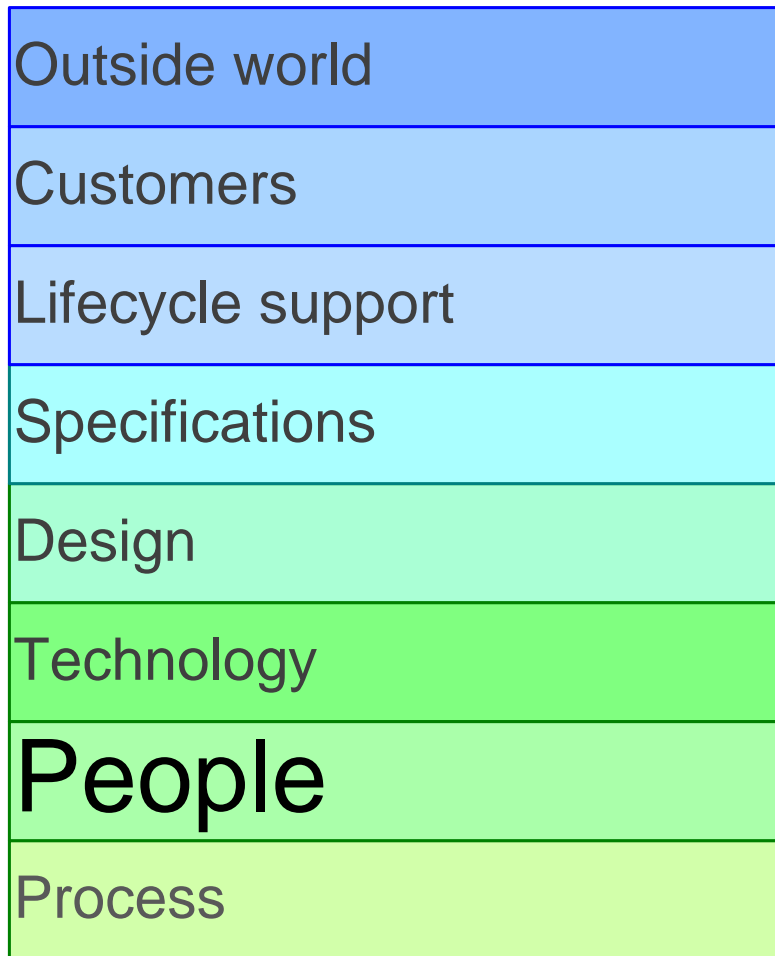 Outside world
Customers
Lifecycle support
Specifications
Design
Technology
People
Process